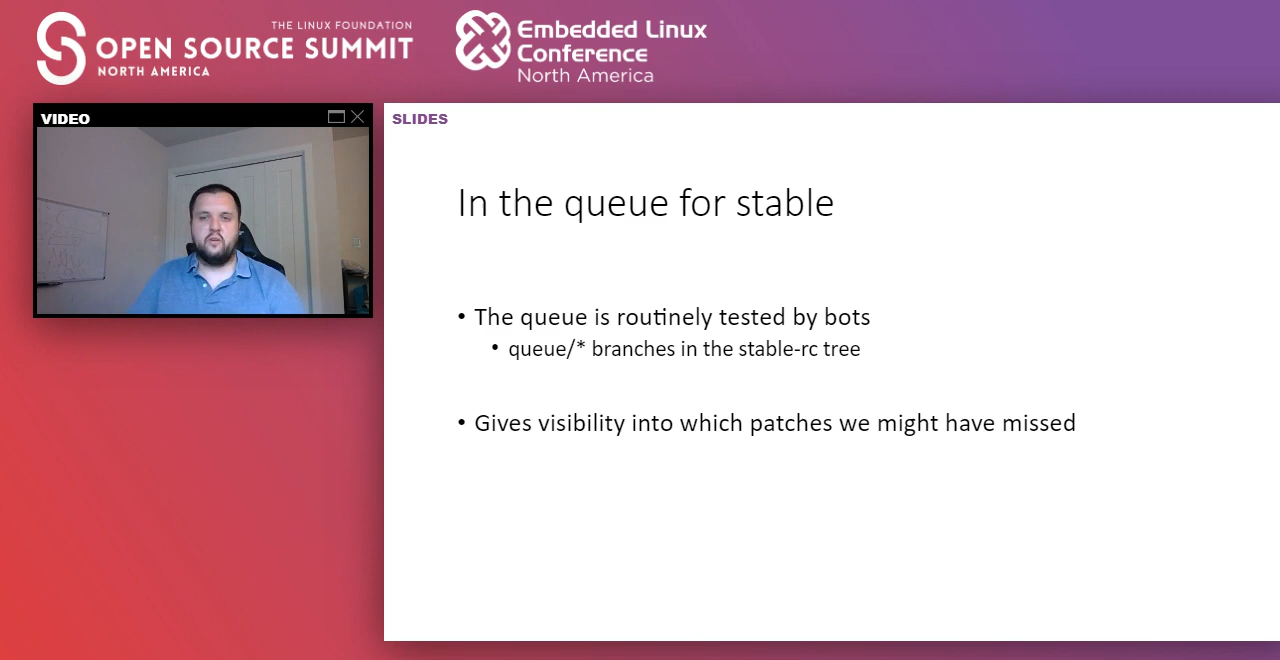 THE LINUX FOUNDATION
OPEN SOURCE SUMMIT
NORTH AMERICA
Embedded Linux
Conference
North America
VIDEO
SLIDES
In the queue for stable
• The queue is routinely tested by bots
• queue/* branches in the stable-rc tree
• Gives visibility into which patches we might have missed